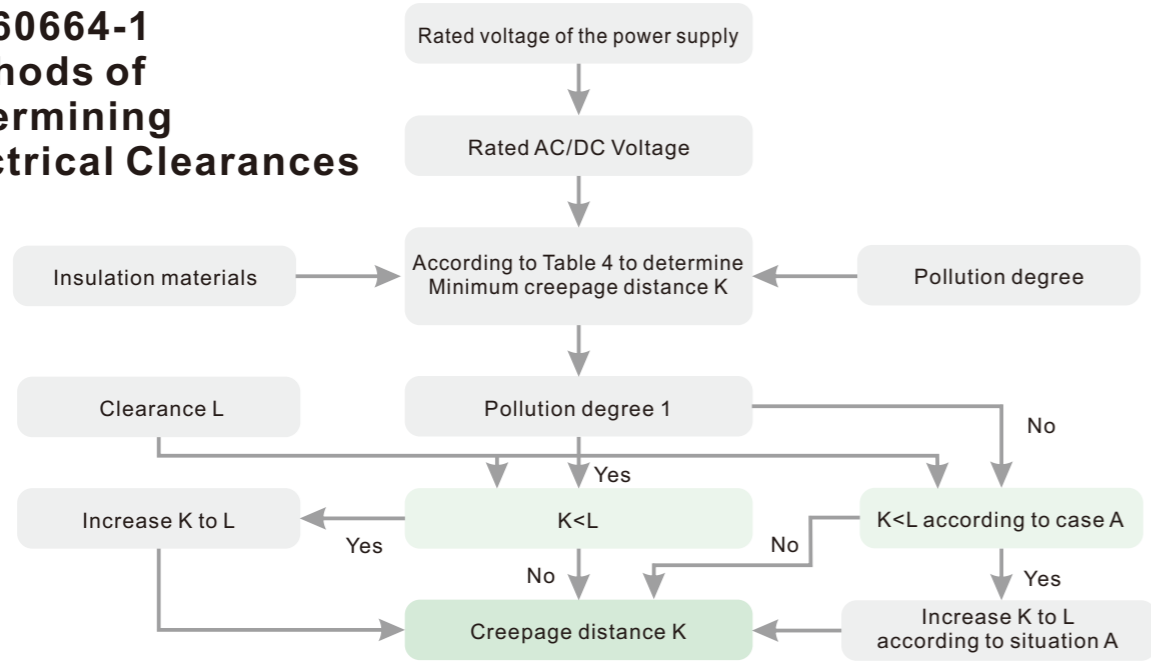 60664-1
hods of
ermining
ctrical Clearances
Rated voltage of the power supply
Rated AC/DC Voltage
Insulation materials
According to Table 4 to determine
Minimum creepage distance K
Pollution degree
Clearance L
Pollution degree 1
No
Yes
Increase K to L
K<L
K<L according to case A
Yes
No
No
Yes
Creepage distance K
Increase K to L
according to situation A